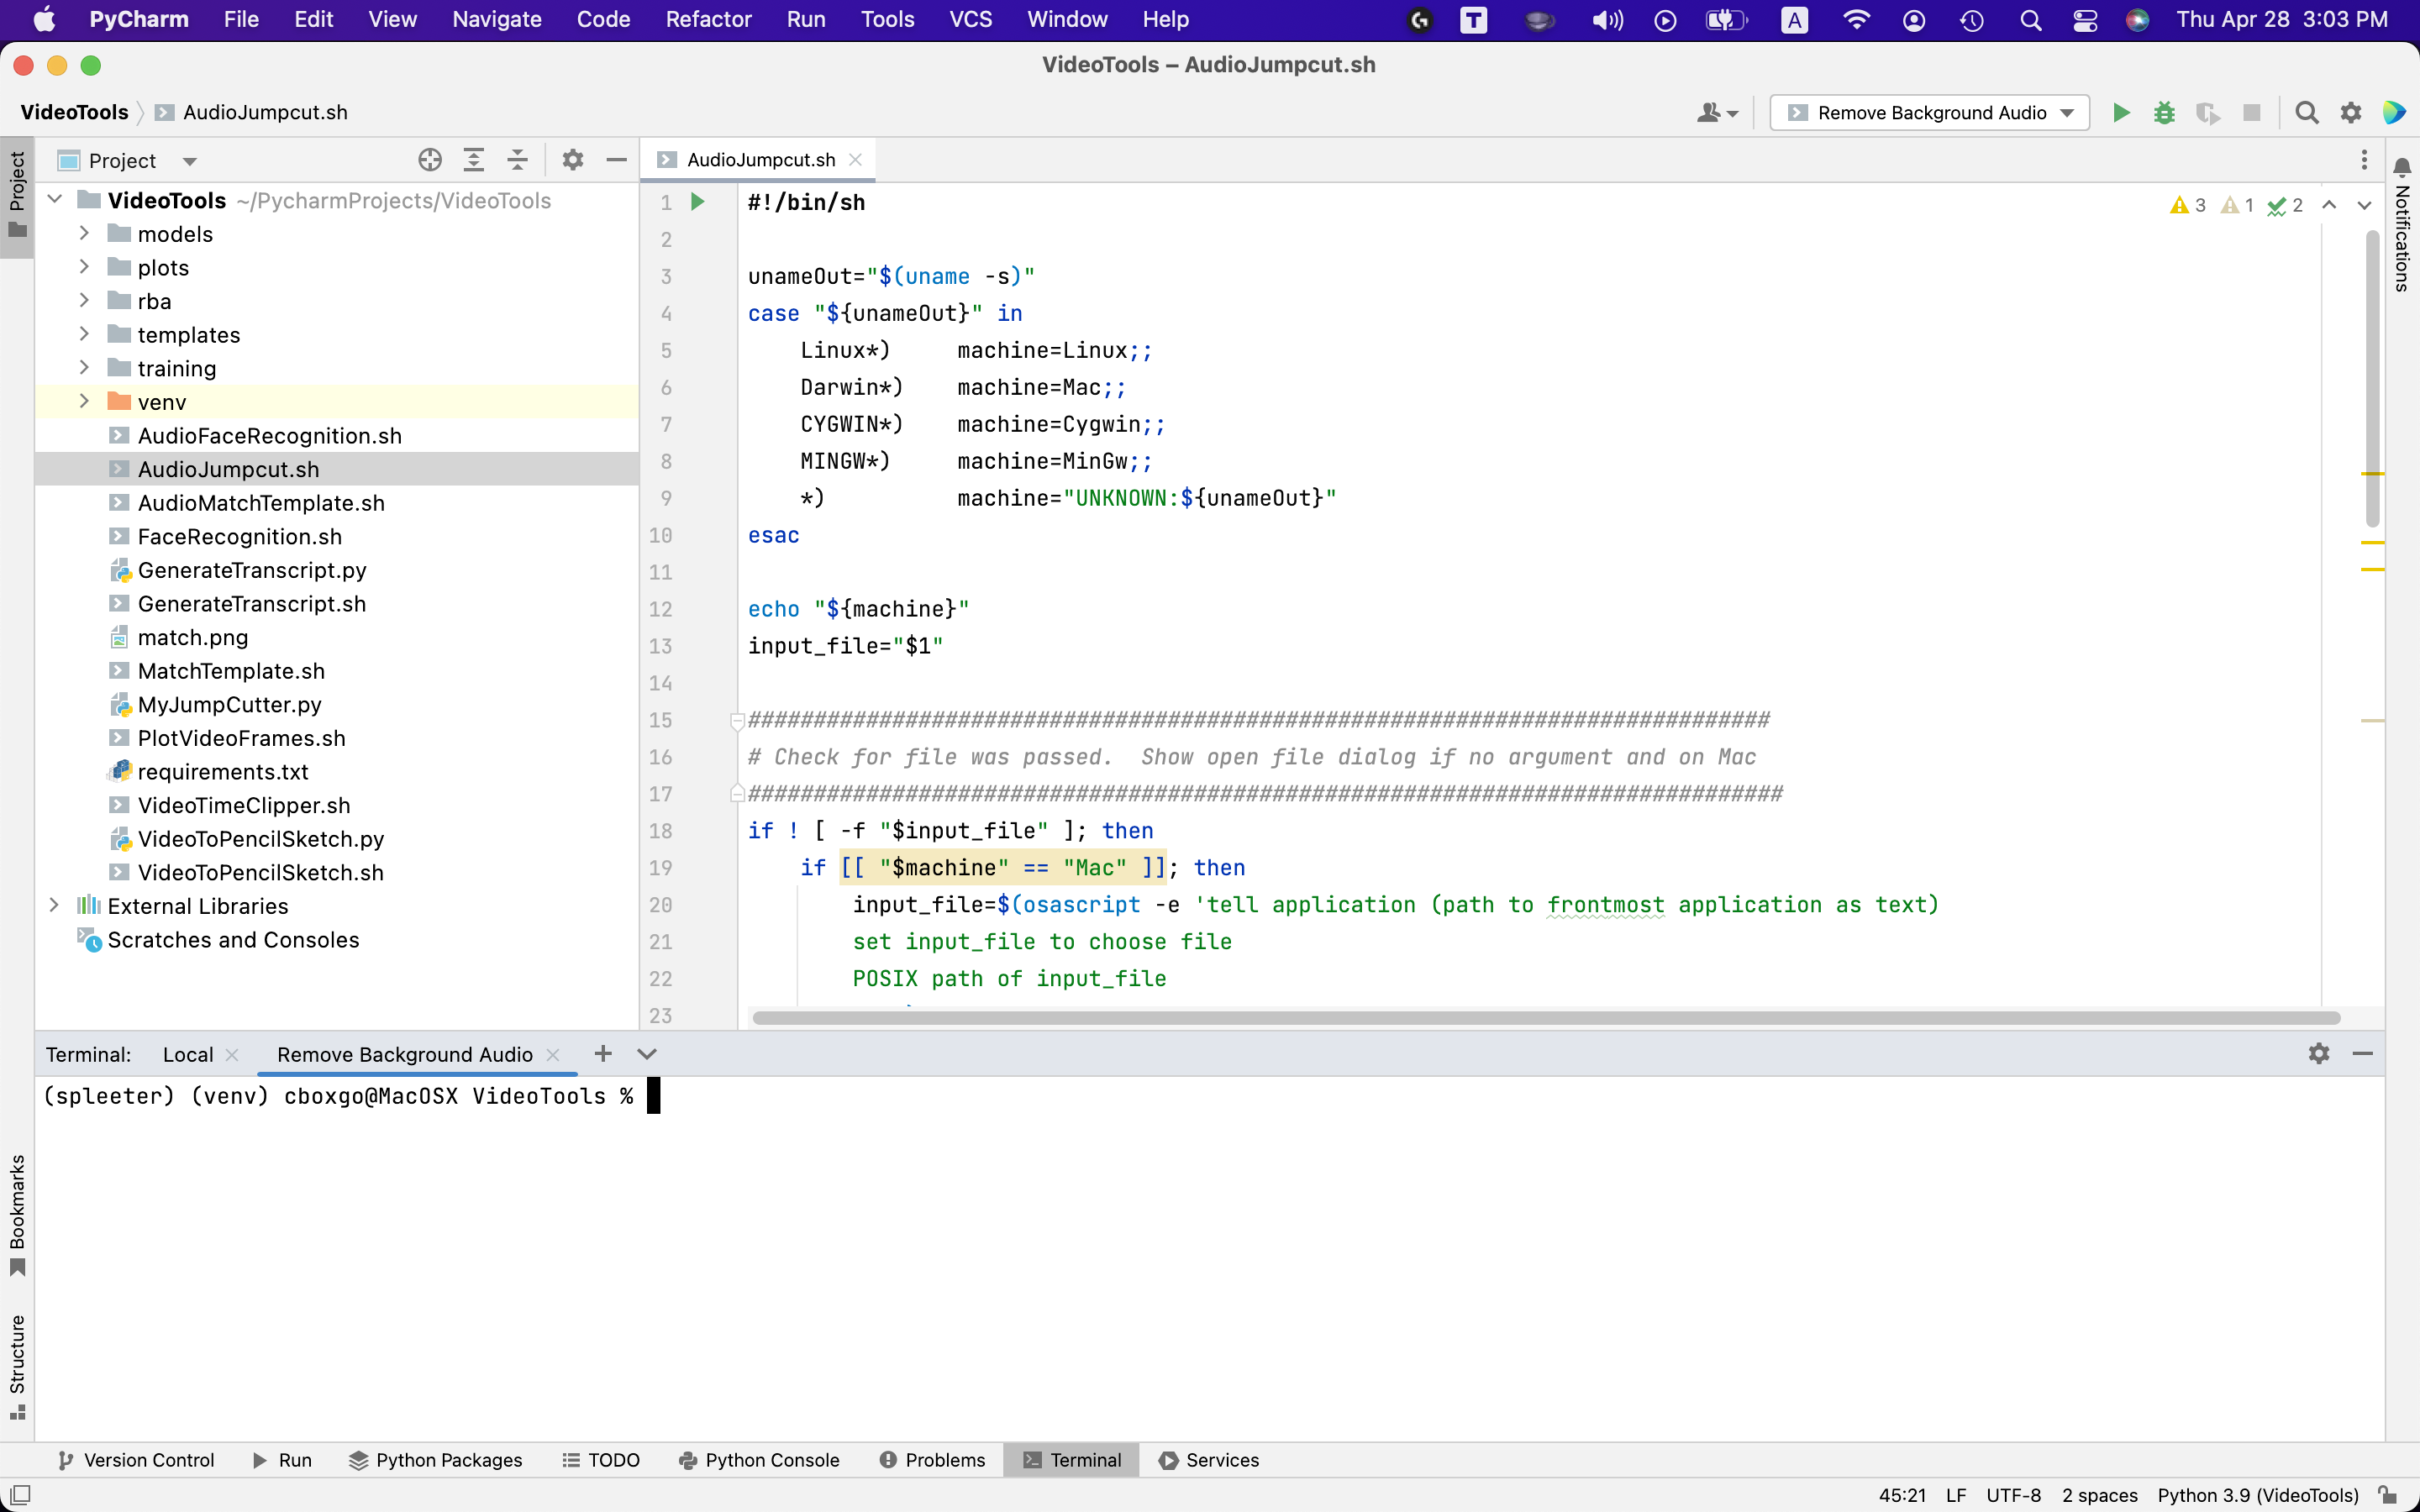 PyCharm File Edit View Navigate Code Refactor Run Tools VCS Window Help T A Thu Apr 28 3:03 PM
VideoTools – AudioJumpcut.sh
VideoTools AudioJumpcut.sh Remove Background Audio
Project
AudioJumpcut.sh
Project
Notifications
VideoTools ~/PycharmProjects/VideoTools
models
plots
rba
templates
training
venv
AudioFaceRecognition.sh
AudioJumpcut.sh
AudioMatchTemplate.sh
FaceRecognition.sh
GenerateTranscript.py
GenerateTranscript.sh
match.png
MatchTemplate.sh
MyJumpCutter.py
PlotVideoFrames.sh
requirements.txt
VideoTimeClipper.sh
VideoToPencilSketch.py
VideoToPencilSketch.sh
External Libraries
Scratches and Consoles
3 1 2
1 #!/bin/sh
2
3 unameOut="$(uname -s)"
4 case "${unameOut}" in
5 Linux*) machine=Linux;;
6 Darwin*) machine=Mac;;
7 CYGWIN*) machine=Cygwin;;
8 MINGW*) machine=MinGw;;
9 *) machine="UNKNOWN:${unameOut}"
10 esac
11
12 echo "${machine}"
13 input_file="$1"
14
15 ##############################################################################
16 # Check for file was passed.  Show open file dialog if no argument and on Mac
17 ###############################################################################
18 if ! [ -f "$input_file" ]; then
19 if [[ "$machine" == "Mac" ]]; then
20 input_file=$(osascript -e 'tell application (path to frontmost application as text)
21 set input_file to choose file
22 POSIX path of input_file
23
Terminal: Local Remove Background Audio
(spleeter) (venv) cboxgo@MacOSX VideoTools %
Bookmarks
Structure
Version Control Run Python Packages TODO Python Console Problems Terminal Services
45:21 LF UTF-8 2 spaces Python 3.9 (VideoTools)